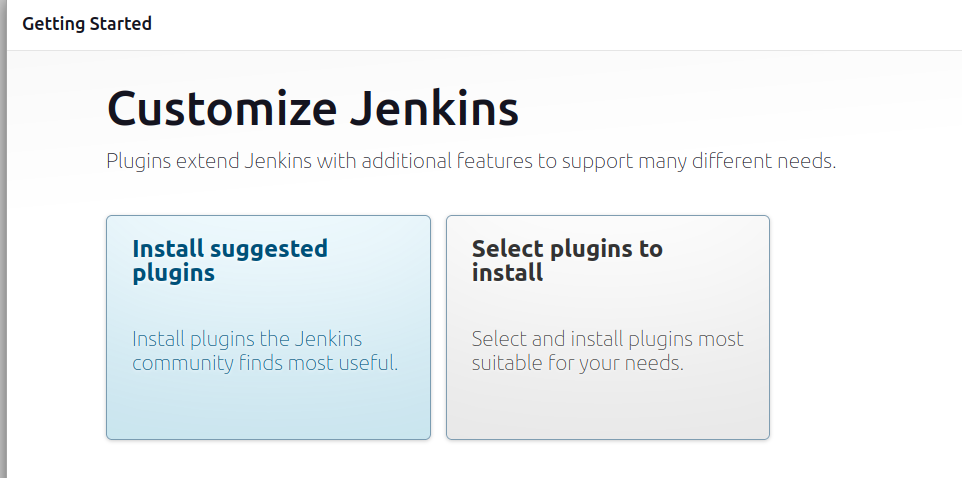 Getting Started
Customize Jenkins
Plugins extend Jenkins with additional features to support many different needs.
Install suggested
plugins
Install plugins the Jenkins
community finds most useful.
Select plugins to
install
Select and install plugins most
suitable for your needs.